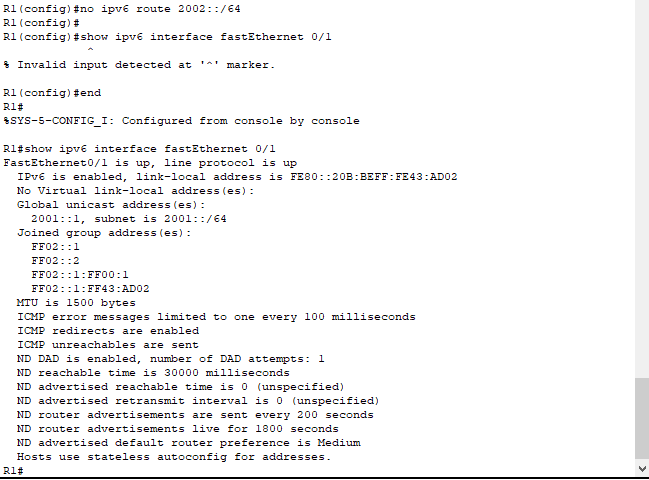 R1(config)#no ipv6 route 2002::/64
R1(config)#
R1(config)#show ipv6 interface fastEthernet 0/1
^
% Invalid input detected at '^' marker.
R1(config)#end
R1#
%SYS-5-CONFIG_I: Configured from console by console
R1#show ipv6 interface fastEthernet 0/1
FastEthernet0/1 is up, line protocol is up
IPv6 is enabled, link-local address is FE80::20B:BEFF:FE43:AD02
No Virtual link-local address(es):
Global unicast address(es):
2001::1, subnet is 2001::/64
Joined group address(es):
FF02::1
FF02::2
FF02::1:FF00:1
FF02::1:FF43:AD02
MTU is 1500 bytes
ICMP error messages limited to one every 100 milliseconds
ICMP redirects are enabled
ICMP unreachables are sent
ND DAD is enabled, number of DAD attempts: 1
ND reachable time is 30000 milliseconds
ND advertised reachable time is 0 (unspecified)
ND advertised retransmit interval is 0 (unspecified)
ND router advertisements are sent every 200 seconds
ND router advertisements live for 1800 seconds
ND advertised default router preference is Medium
Hosts use stateless autoconfig for addresses.
R1#